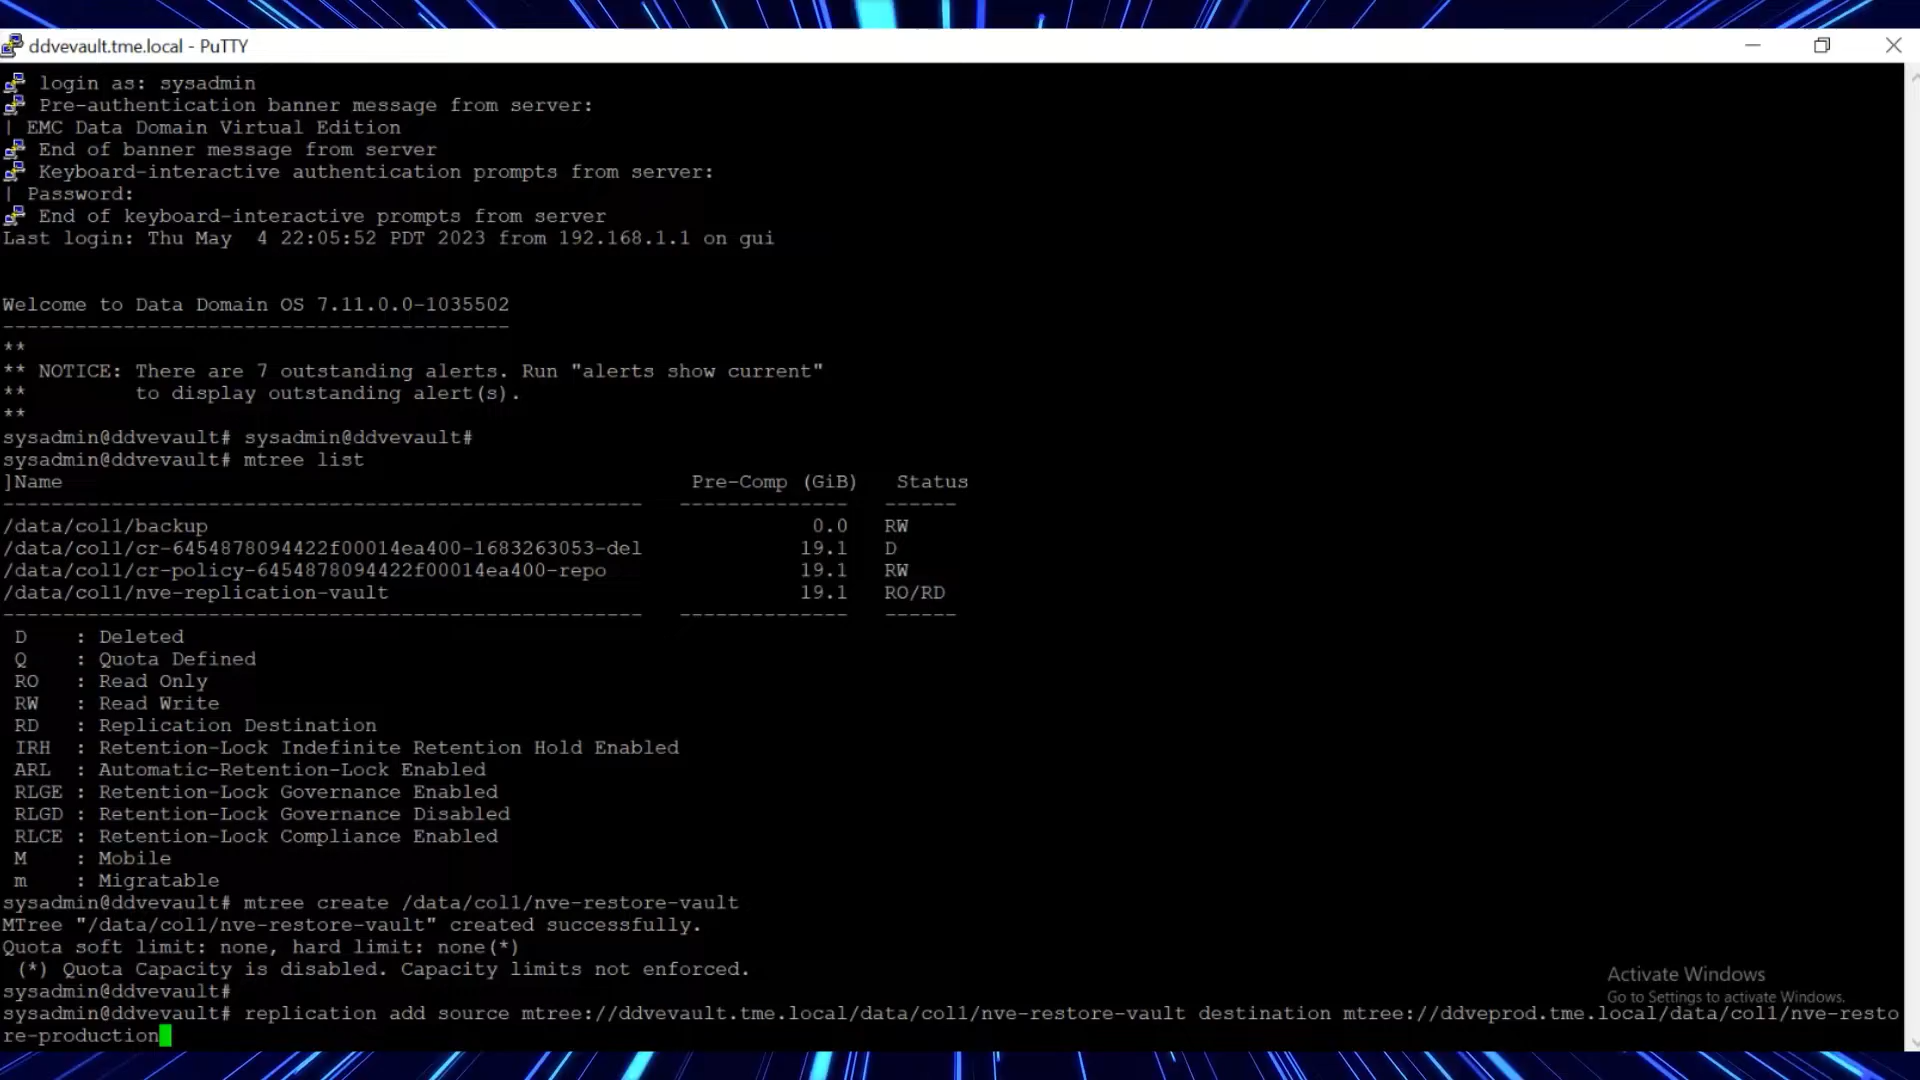 ddvevault.tme.local - PuTTY
login as: sysadmin
Pre-authentication banner message from server:
| EMC Data Domain Virtual Edition
End of banner message from server
Keyboard-interactive authentication prompts from server:
| Password:
End of keyboard-interactive prompts from server
Last login: Thu May  4 22:05:52 PDT 2023 from 192.168.1.1 on gui
Welcome to Data Domain OS 7.11.0.0-1035502
------------------------------------------
**
** NOTICE: There are 7 outstanding alerts. Run "alerts show current"
**         to display outstanding alert(s).
**
sysadmin@ddvevault# sysadmin@ddvevault#
sysadmin@ddvevault# mtree list
]Name                                                    Pre-Comp (GiB)   Status
-----------------------------------------------------   --------------   ------
/data/col1/backup                                                  0.0   RW
/data/col1/cr-6454878094422f00014ea400-1683263053-del             19.1   D
/data/col1/cr-policy-6454878094422f00014ea400-repo                19.1   RW
/data/col1/nve-replication-vault                                  19.1   RO/RD
-----------------------------------------------------   --------------   ------
D    : Deleted
Q    : Quota Defined
RO   : Read Only
RW   : Read Write
RD   : Replication Destination
IRH  : Retention-Lock Indefinite Retention Hold Enabled
ARL  : Automatic-Retention-Lock Enabled
RLGE : Retention-Lock Governance Enabled
RLGD : Retention-Lock Governance Disabled
RLCE : Retention-Lock Compliance Enabled
M    : Mobile
m    : Migratable
sysadmin@ddvevault# mtree create /data/col1/nve-restore-vault
MTree "/data/col1/nve-restore-vault" created successfully.
Quota soft limit: none, hard limit: none(*)
(*) Quota Capacity is disabled. Capacity limits not enforced.
sysadmin@ddvevault#
sysadmin@ddvevault# replication add source mtree://ddvevault.tme.local/data/col1/nve-restore-vault destination mtree://ddveprod.tme.local/data/col1/nve-resto
re-production
Activate Windows
Go to Settings to activate Windows.